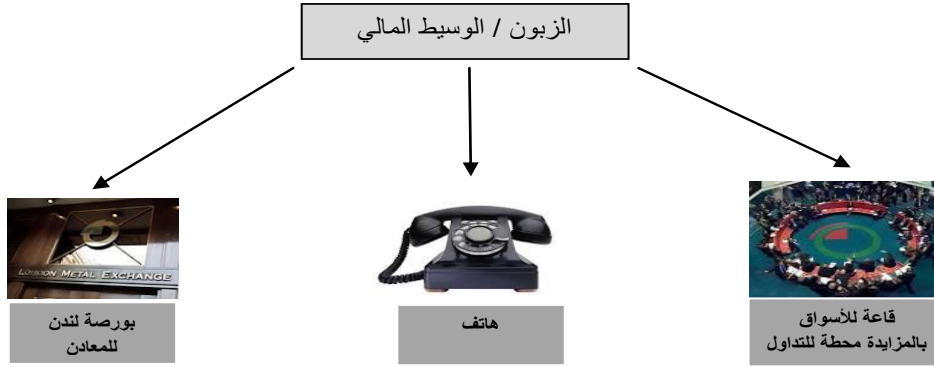 الزبون / الوسيط المالي
LONDON METAL EXCHANGE
قاعة للأسواق
بالمزايدة محطة للتداول
هاتف
بورصة لندن
للمعادن